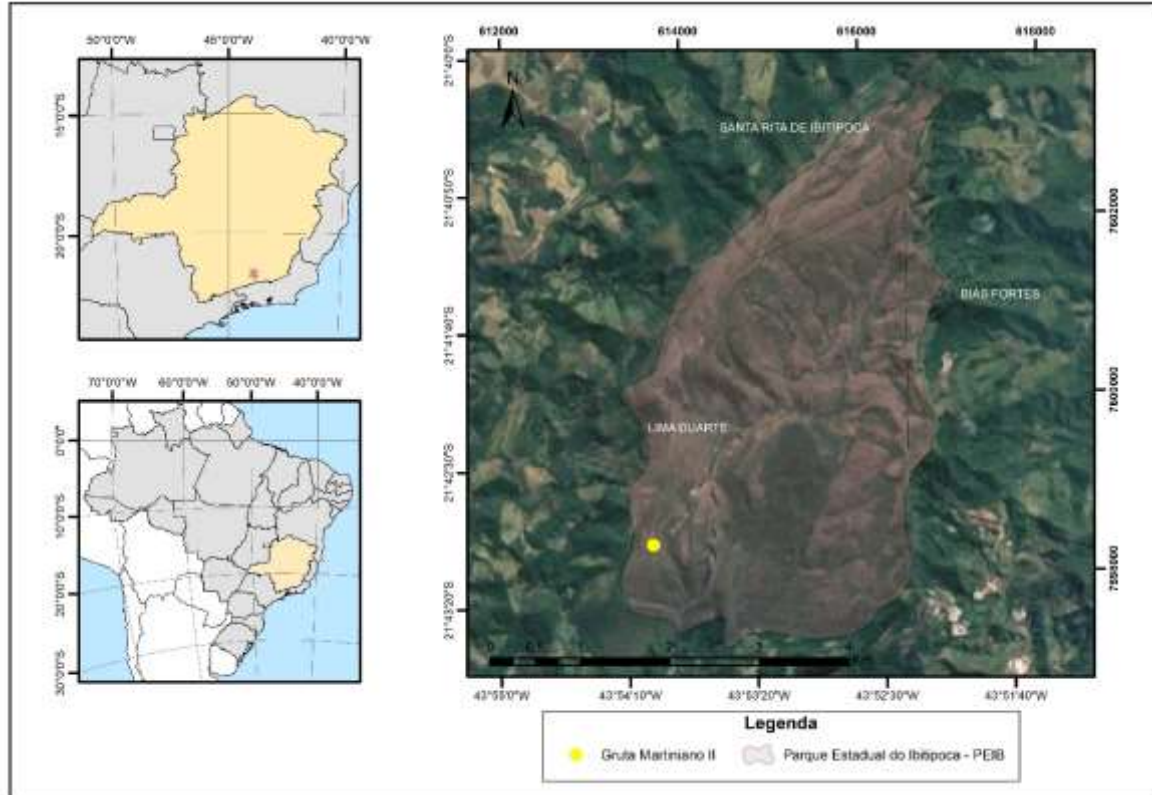 50°0'0"W 45°0'0"W 40°0'0"W
15°0'0"S
20°0'0"S
70°0'0"W 60°0'0"W 50°0'0"W 40°0'0"W
0°0'0"
10°0'0"S
20°0'0"S
30°0'0"S
612000 614000 616000 618000
N
21°40'0"S
21°40'50"S
21°41'40"S
21°42'30"S
21°43'20"S
SANTA RITA DE IBITIPOCA
BIAS FORTES
LIMA DUARTE
7602000
7600000
7598000
43°55'0"W 43°54'10"W 43°53'20"W 43°52'30"W 43°51'40"W
Legenda
Gruta Martiniano II Parque Estadual do Ibitipoca - PEIB